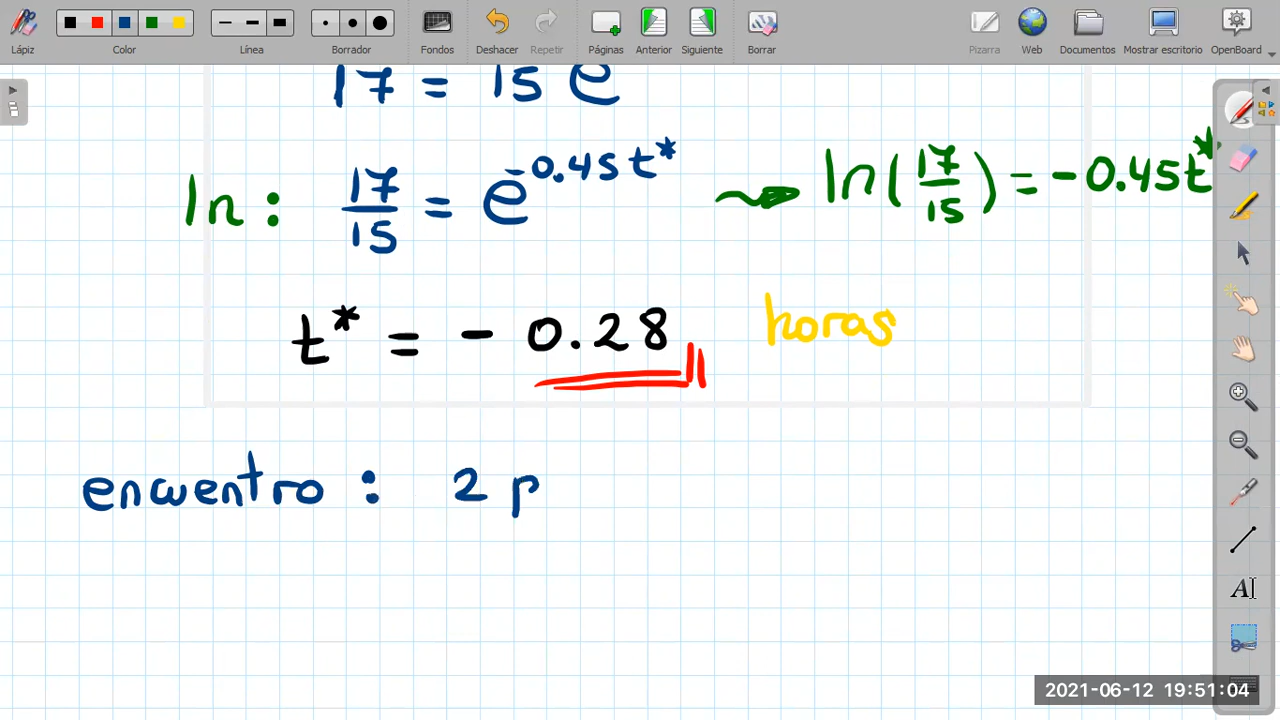 Lápiz Color Línea Borrador Fondos Deshacer Repetir Páginas Anterior Siguiente Borrar Pizarra Web Documentos Mostrar escritorio OpenBoard
17 = 15 e
ln: 17/15 = e^-0.45t* ⇝ ln(17/15) = -0.45t*
t* = - 0.28 horas
encuentro : 2 p
2021-06-12 19:51:04